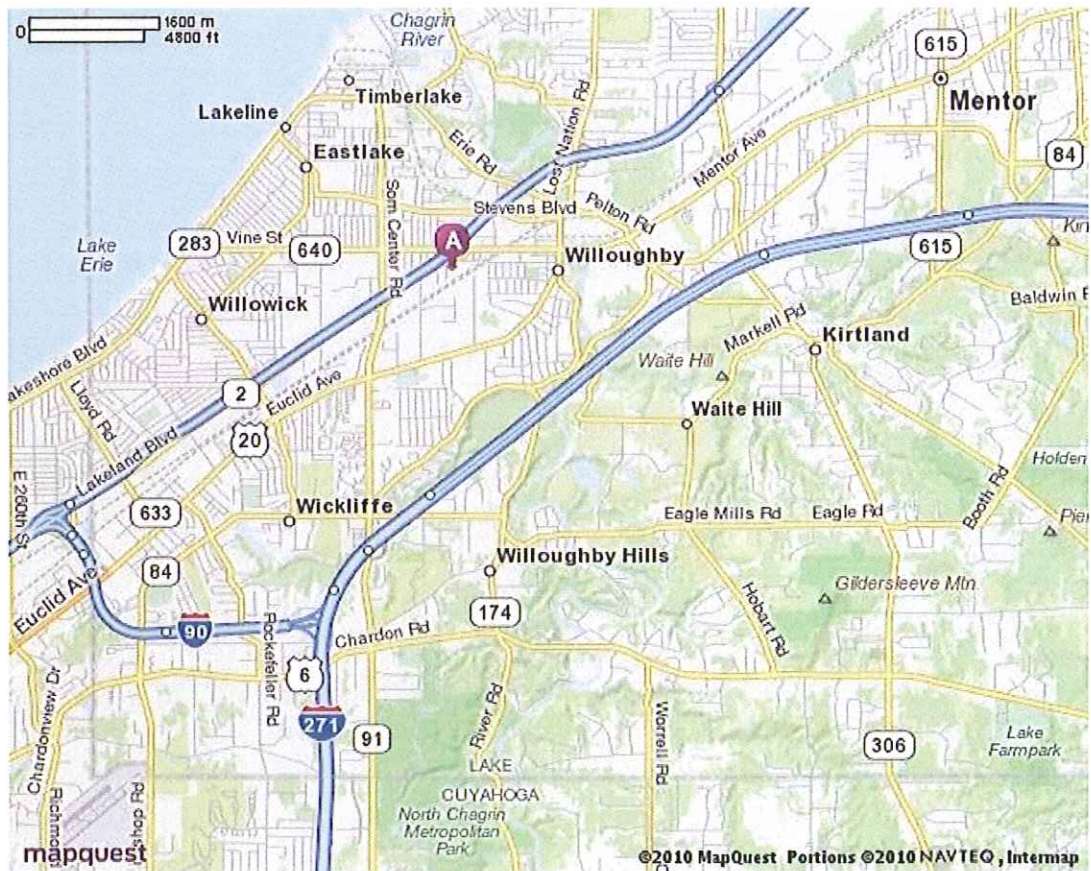 0
1600 m
4800 ft
Chagrin
River
615
Timberlake
Mentor
Lakeline
Lost Nation Rd
Mentor Ave
Erie Rd
Eastlake
84
Som Center Rd
Stevens Blvd
Pelton Rd
283
Vine St
640
A
Lake
Erie
Willoughby
615
Willowick
Markell Rd
Kirtland
Waite Hill
Lloyd Rd
2
Euclid Ave
Waite Hill
20
Lakeland Blvd
E 260th St
Holden
Booth Rd
633
Wickliffe
Eagle Mills Rd
Eagle Rd
84
Willoughby Hills
Gildersleeve Mtn
Euclid Ave
174
Hobart Rd
90
Rockefeller Rd
Chardon Rd
6
Chardonview Dr
271
91
River Rd
Worrell Rd
306
Lake
Farmpark
LAKE
CUYAHOGA
North Chagrin
Metropolitan
Park
mapquest
©2010 MapQuest Portions ©2010 NAVTEQ, Intermap